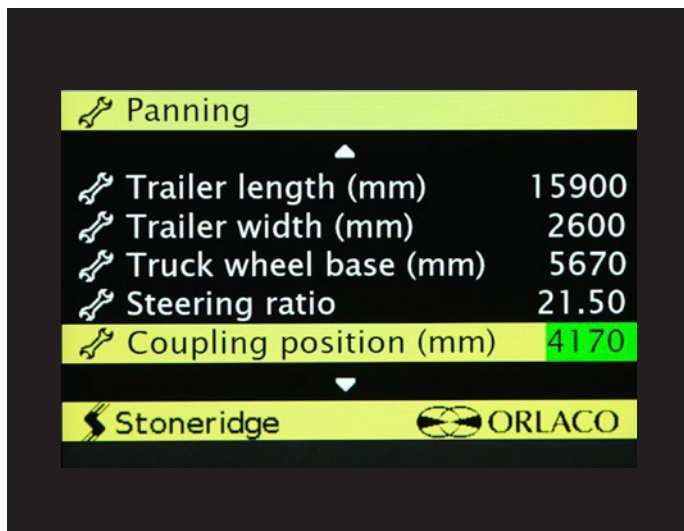 Panning
Trailer length (mm) 15900
Trailer width (mm) 2600
Truck wheel base (mm) 5670
Steering ratio 21.50
Coupling position (mm) 4170
Stoneridge ORLACO